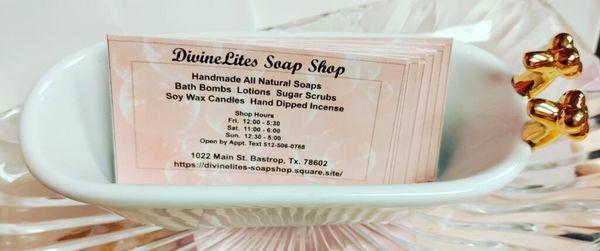 DivineLites Soap Shop
Handmade All Natural Soaps
Bath Bombs Lotions Sugar Scrubs
Soy Wax Candles Hand Dipped Incense
Shop Hours
Fri. 12:00 - 5:30
Sat. 11:00 - 6:00
Sun. 12:30 - 5:00
Open by Appt. Text 512-506-0788
1022 Main St. Bastrop, Tx. 78602
https://divinelites-soapshop.square.site/